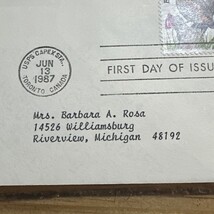 USPS CAPEX STA.
JUN
13
1987
TORONTO CANADA
FIRST DAY OF ISSU
Mrs. Barbara A. Rosa
14526 Williamsburg
Riverview, Michigan 48192